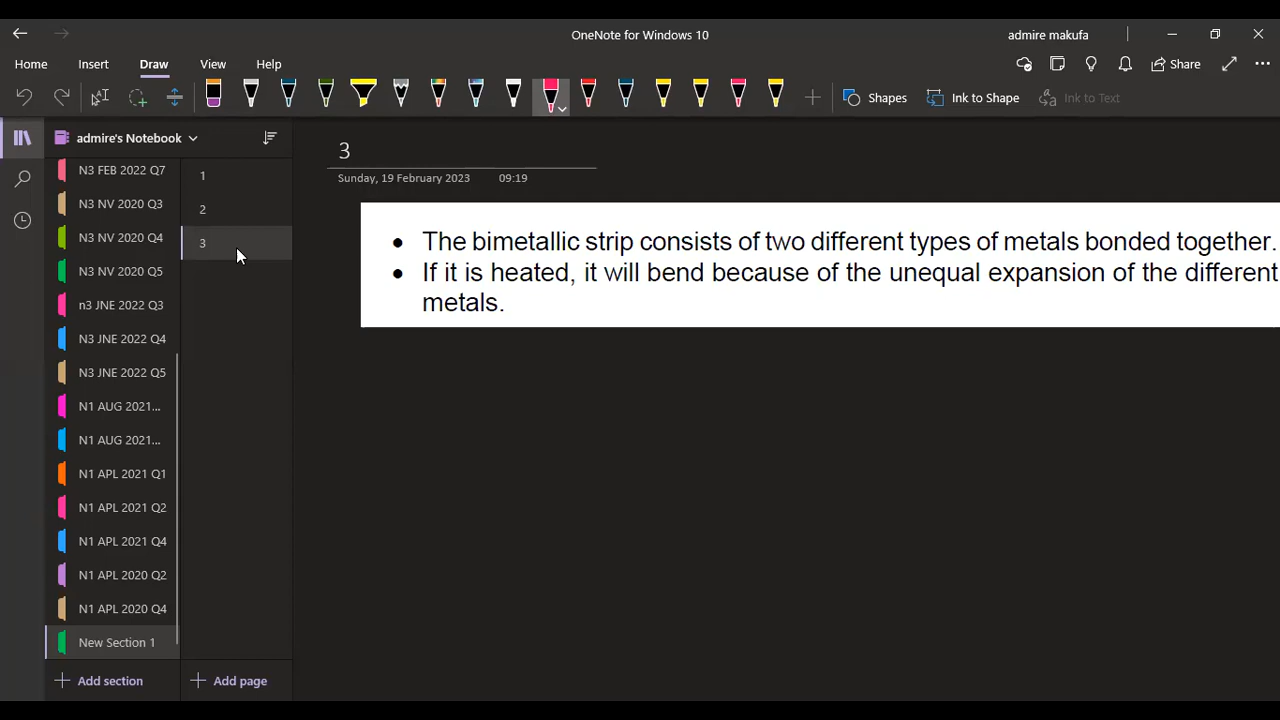 OneNote for Windows 10
admire makufa
Home
Insert
Draw
View
Help
Share
Shapes
Ink to Shape
Ink to Text
admire's Notebook
N3 FEB 2022 Q7
N3 NV 2020 Q3
N3 NV 2020 Q4
N3 NV 2020 Q5
n3 JNE 2022 Q3
N3 JNE 2022 Q4
N3 JNE 2022 Q5
N1 AUG 2021...
N1 AUG 2021...
N1 APL 2021 Q1
N1 APL 2021 Q2
N1 APL 2021 Q4
N1 APL 2020 Q2
N1 APL 2020 Q4
New Section 1
Add section
1
2
3
Add page
3
Sunday, 19 February 2023 09:19
• The bimetallic strip consists of two different types of metals bonded together.
• If it is heated, it will bend because of the unequal expansion of the different
metals.